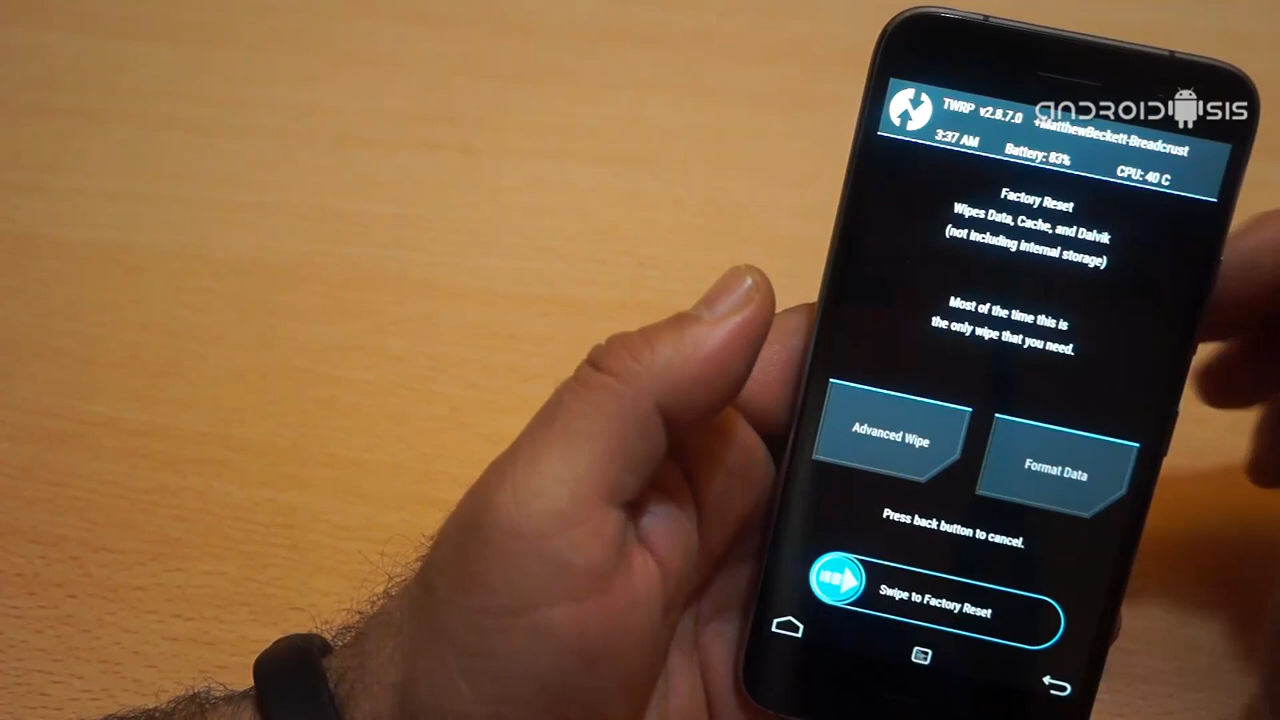 ANDROIDSIS
TWRP v2.8.7.0 +MatthewBeckett-Breadcrust
3:37 AM Battery: 83% CPU: 40 C
Factory Reset
Wipes Data, Cache, and Dalvik
(not including internal storage)
Most of the time this is
the only wipe that you need.
Advanced Wipe Format Data
Press back button to cancel.
Swipe to Factory Reset